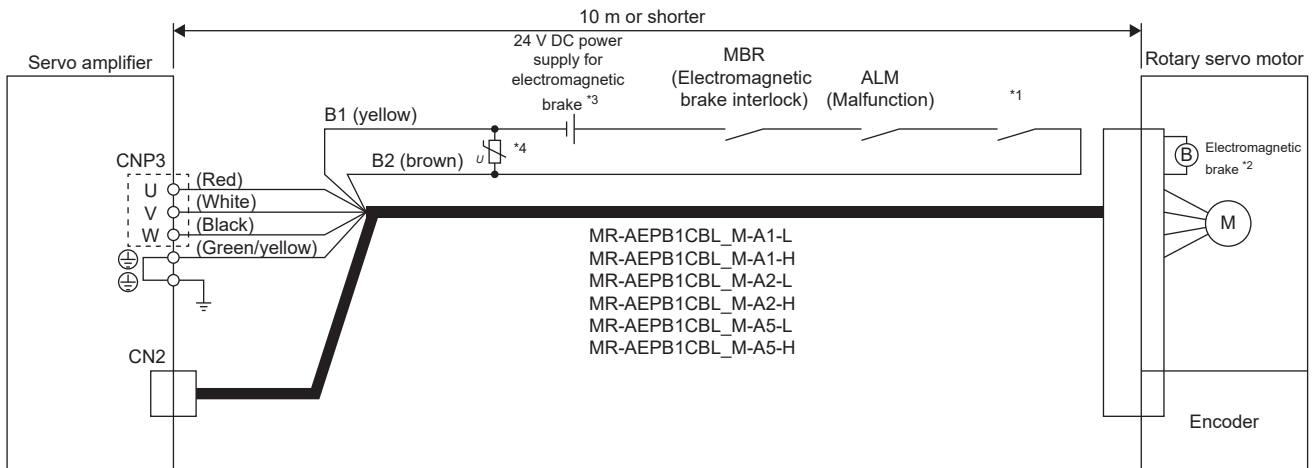 10 m or shorter
Servo amplifier
24 V DC power
supply for
electromagnetic
brake *3
MBR
(Electromagnetic
brake interlock)
ALM
(Malfunction)
*1
Rotary servo motor
B1 (yellow)
U
*4
B2 (brown)
B
Electromagnetic
brake *2
CNP3
U
(Red)
V
(White)
W
(Black)
(Green/yellow)
M
MR-AEPB1CBL_M-A1-L
MR-AEPB1CBL_M-A1-H
MR-AEPB1CBL_M-A2-L
MR-AEPB1CBL_M-A2-H
MR-AEPB1CBL_M-A5-L
MR-AEPB1CBL_M-A5-H
CN2
Encoder